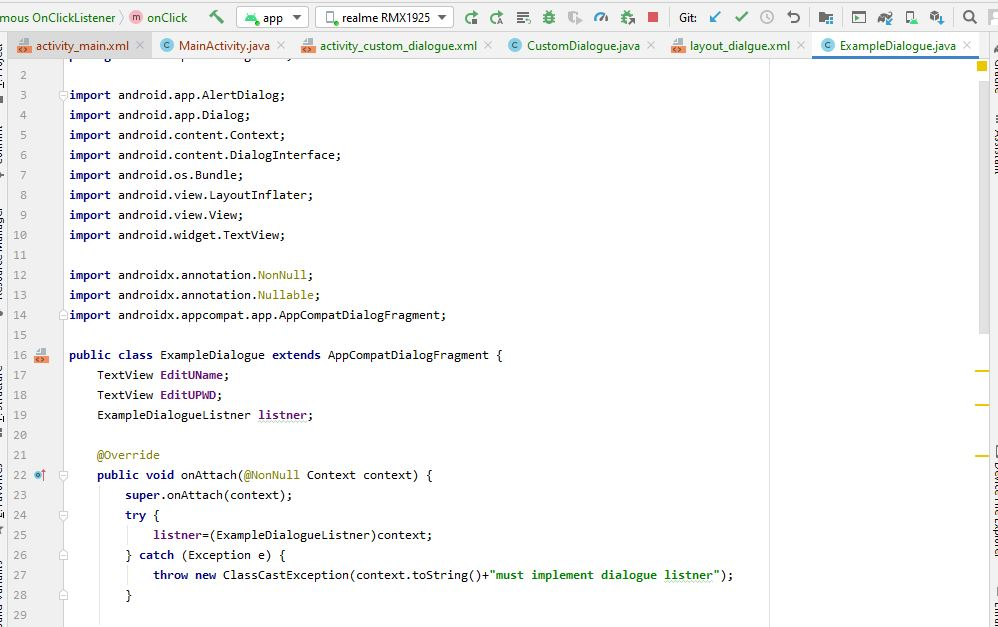 mous OnClickListener onClick app realme RMX1925 Git:
activity_main.xml MainActivity.java activity_custom_dialogue.xml CustomDialogue.java layout_dialgue.xml ExampleDialogue.java
2
3 import android.app.AlertDialog;
4 import android.app.Dialog;
5 import android.content.Context;
6 import android.content.DialogInterface;
7 import android.os.Bundle;
8 import android.view.LayoutInflater;
9 import android.view.View;
10 import android.widget.TextView;
11
12 import androidx.annotation.NonNull;
13 import androidx.annotation.Nullable;
14 import androidx.appcompat.app.AppCompatDialogFragment;
15
16 public class ExampleDialogue extends AppCompatDialogFragment {
17 TextView EditUName;
18 TextView EditUPWD;
19 ExampleDialogueListner listner;
20
21 @Override
22 public void onAttach(@NonNull Context context) {
23 super.onAttach(context);
24 try {
25 listner=(ExampleDialogueListner)context;
26 } catch (Exception e) {
27 throw new ClassCastException(context.toString()+"must implement dialogue listner");
28 }
29